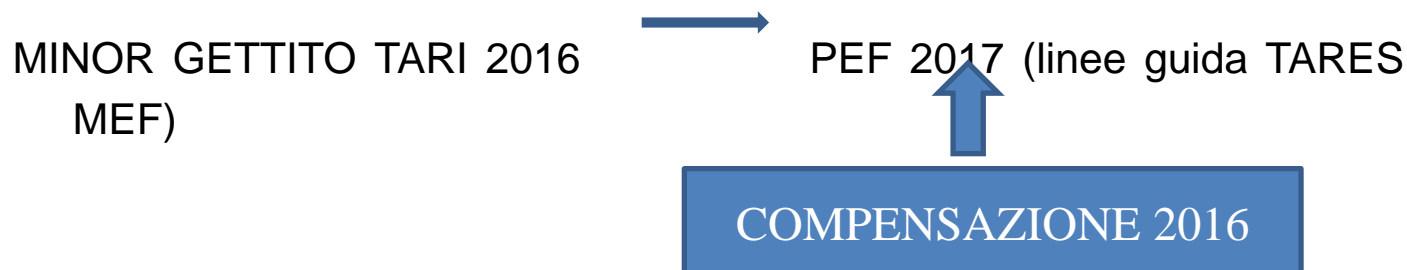 MINOR GETTITO TARI 2016 PEF 2017 (linee guida TARES
MEF)
COMPENSAZIONE 2016